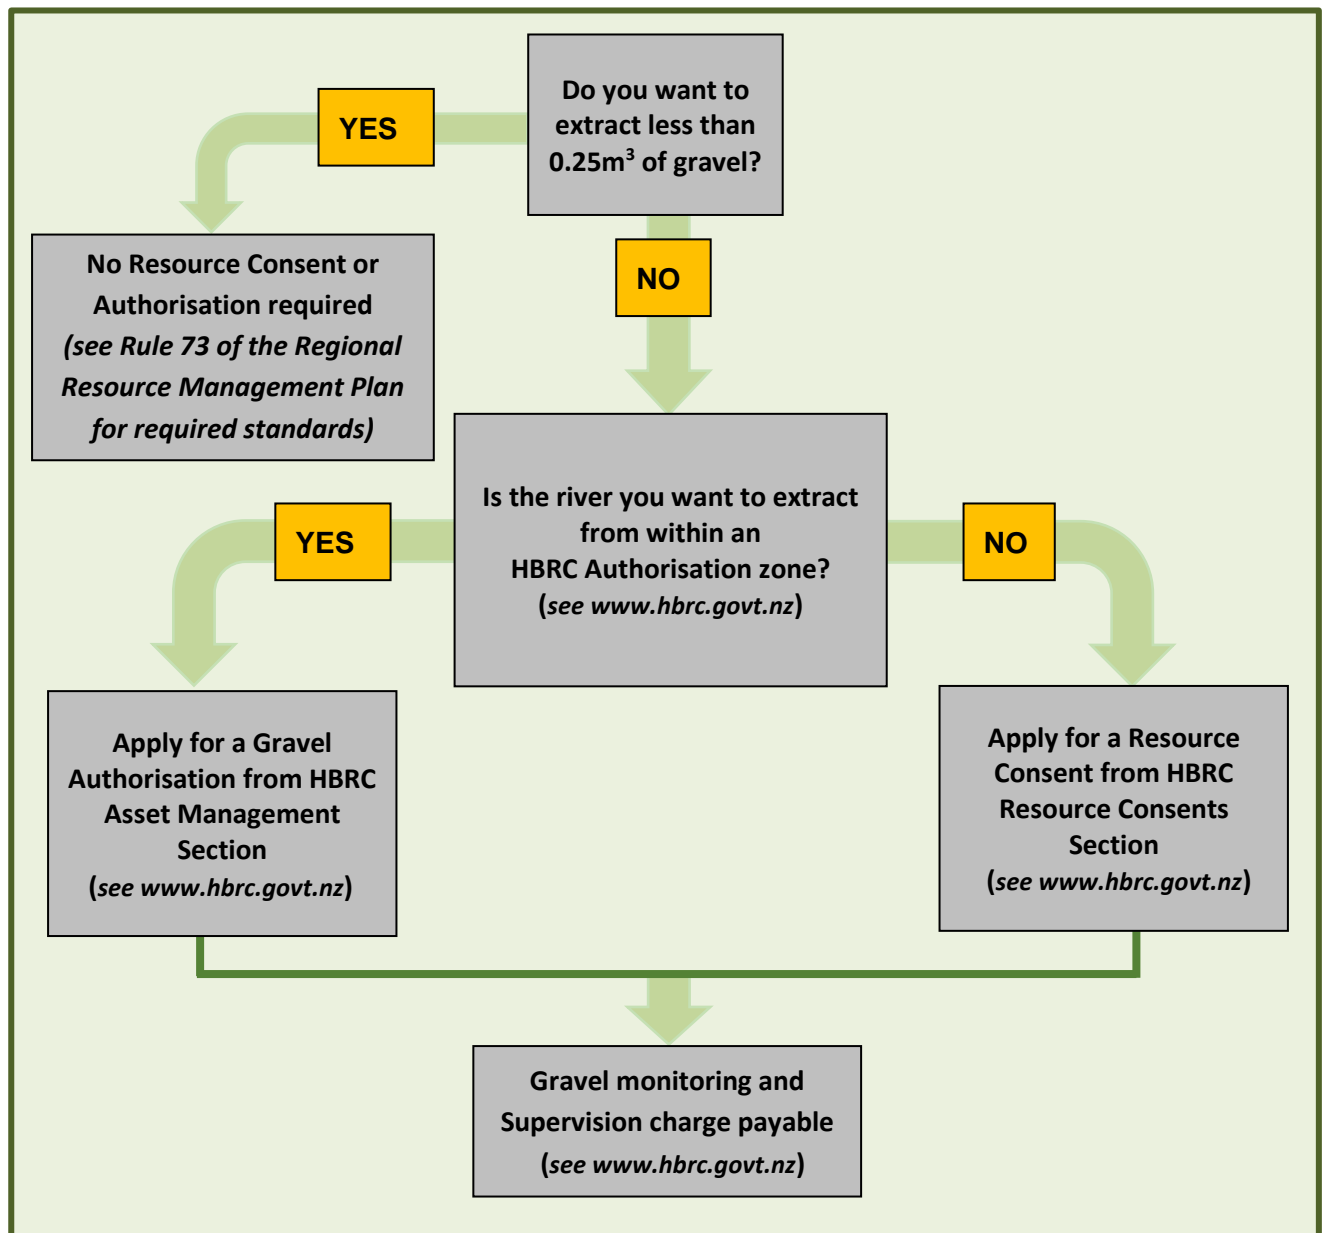 Do you want to
extract less than
0.25m³ of gravel?
YES
NO
No Resource Consent or
Authorisation required
(see Rule 73 of the Regional
Resource Management Plan
for required standards)
Is the river you want to extract
from within an
HBRC Authorisation zone?
(see www.hbrc.govt.nz)
YES
NO
Apply for a Gravel
Authorisation from HBRC
Asset Management
Section
(see www.hbrc.govt.nz)
Apply for a Resource
Consent from HBRC
Resource Consents
Section
(see www.hbrc.govt.nz)
Gravel monitoring and
Supervision charge payable
(see www.hbrc.govt.nz)